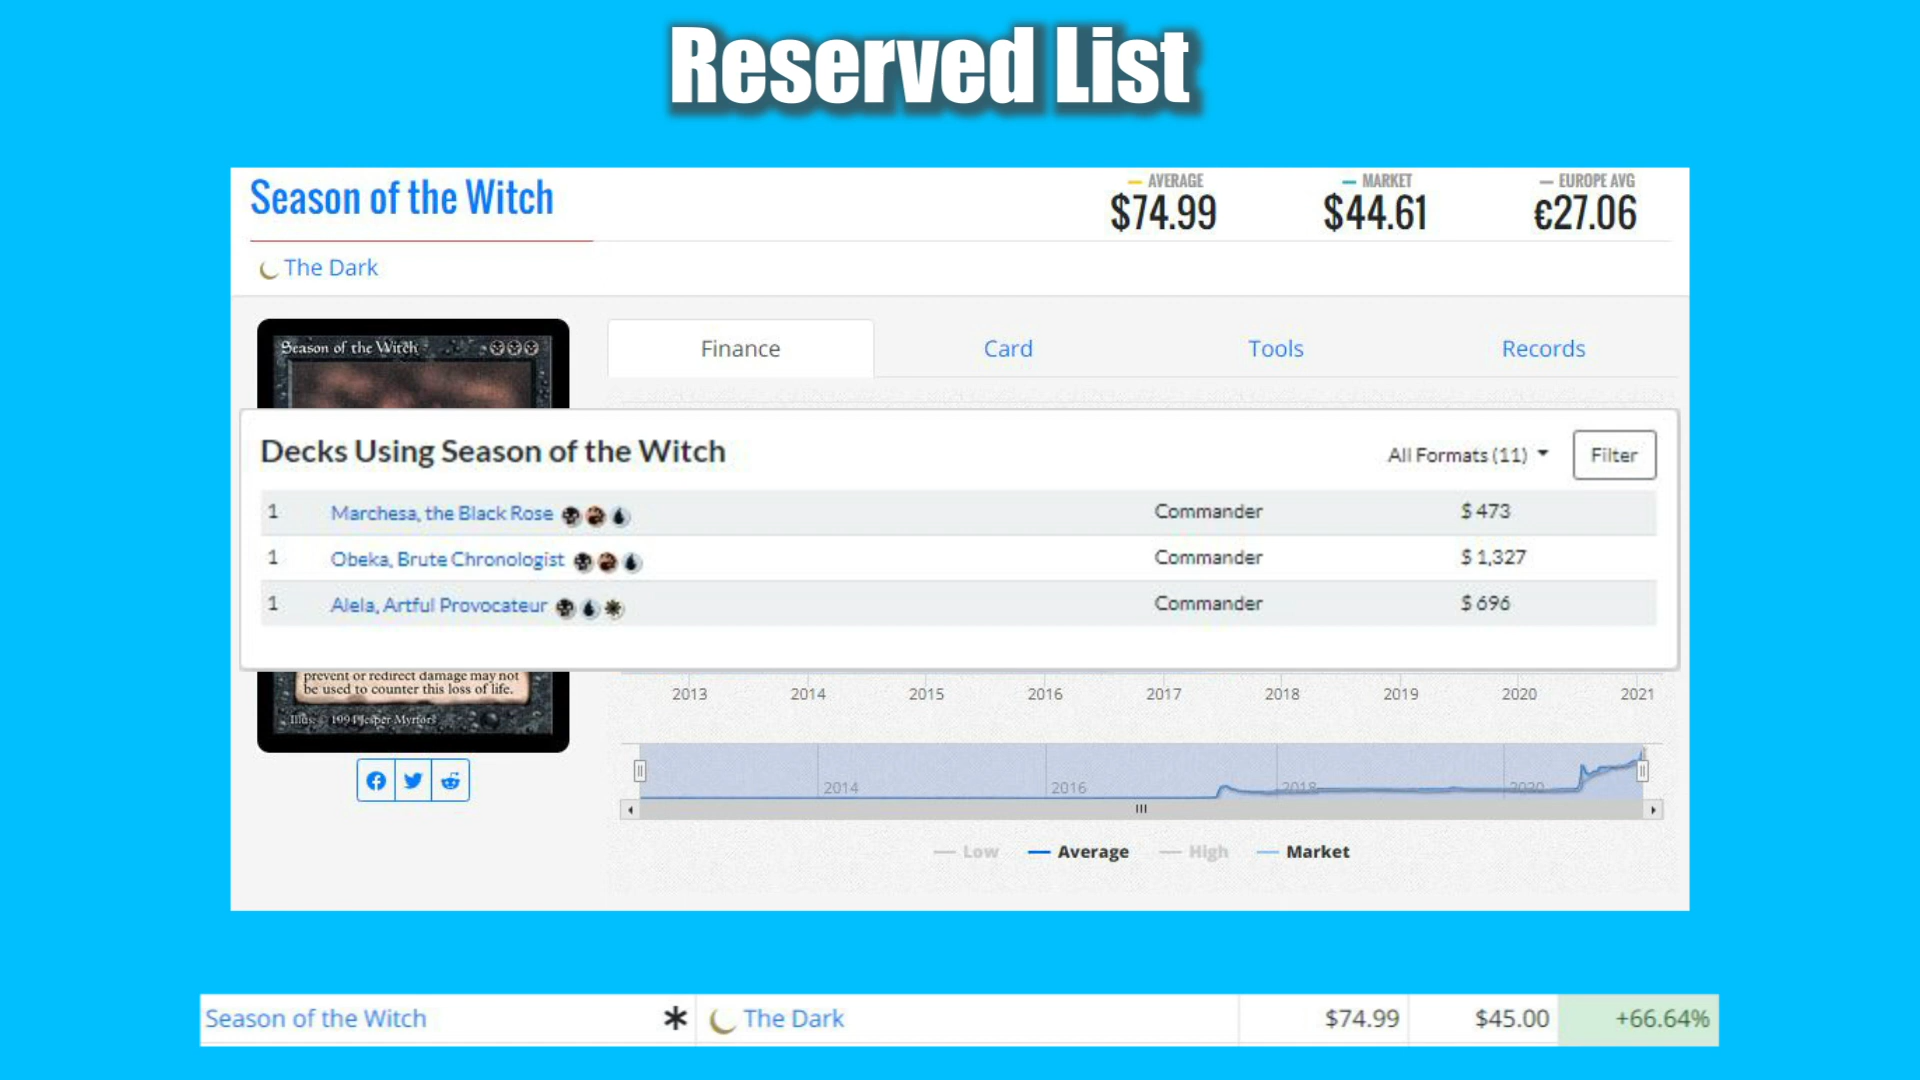 Reserved List
Season of the Witch
AVERAGE
$74.99
MARKET
$44.61
EUROPE AVG
€27.06
The Dark
Season of the Witch
Finance
Card
Tools
Records
Decks Using Season of the Witch
All Formats (11)
Filter
1 Marchesa, the Black Rose Commander $ 473
1 Obeka, Brute Chronologist Commander $ 1,327
1 Alela, Artful Provocateur Commander $ 696
prevent or redirect damage may not
be used to counter this loss of life.
Illus. © 1994 Jesper Myrfors
2013 2014 2015 2016 2017 2018 2019 2020 2021
2014 2016 2018 2020
Low Average High Market
Season of the Witch * The Dark $74.99 $45.00 +66.64%